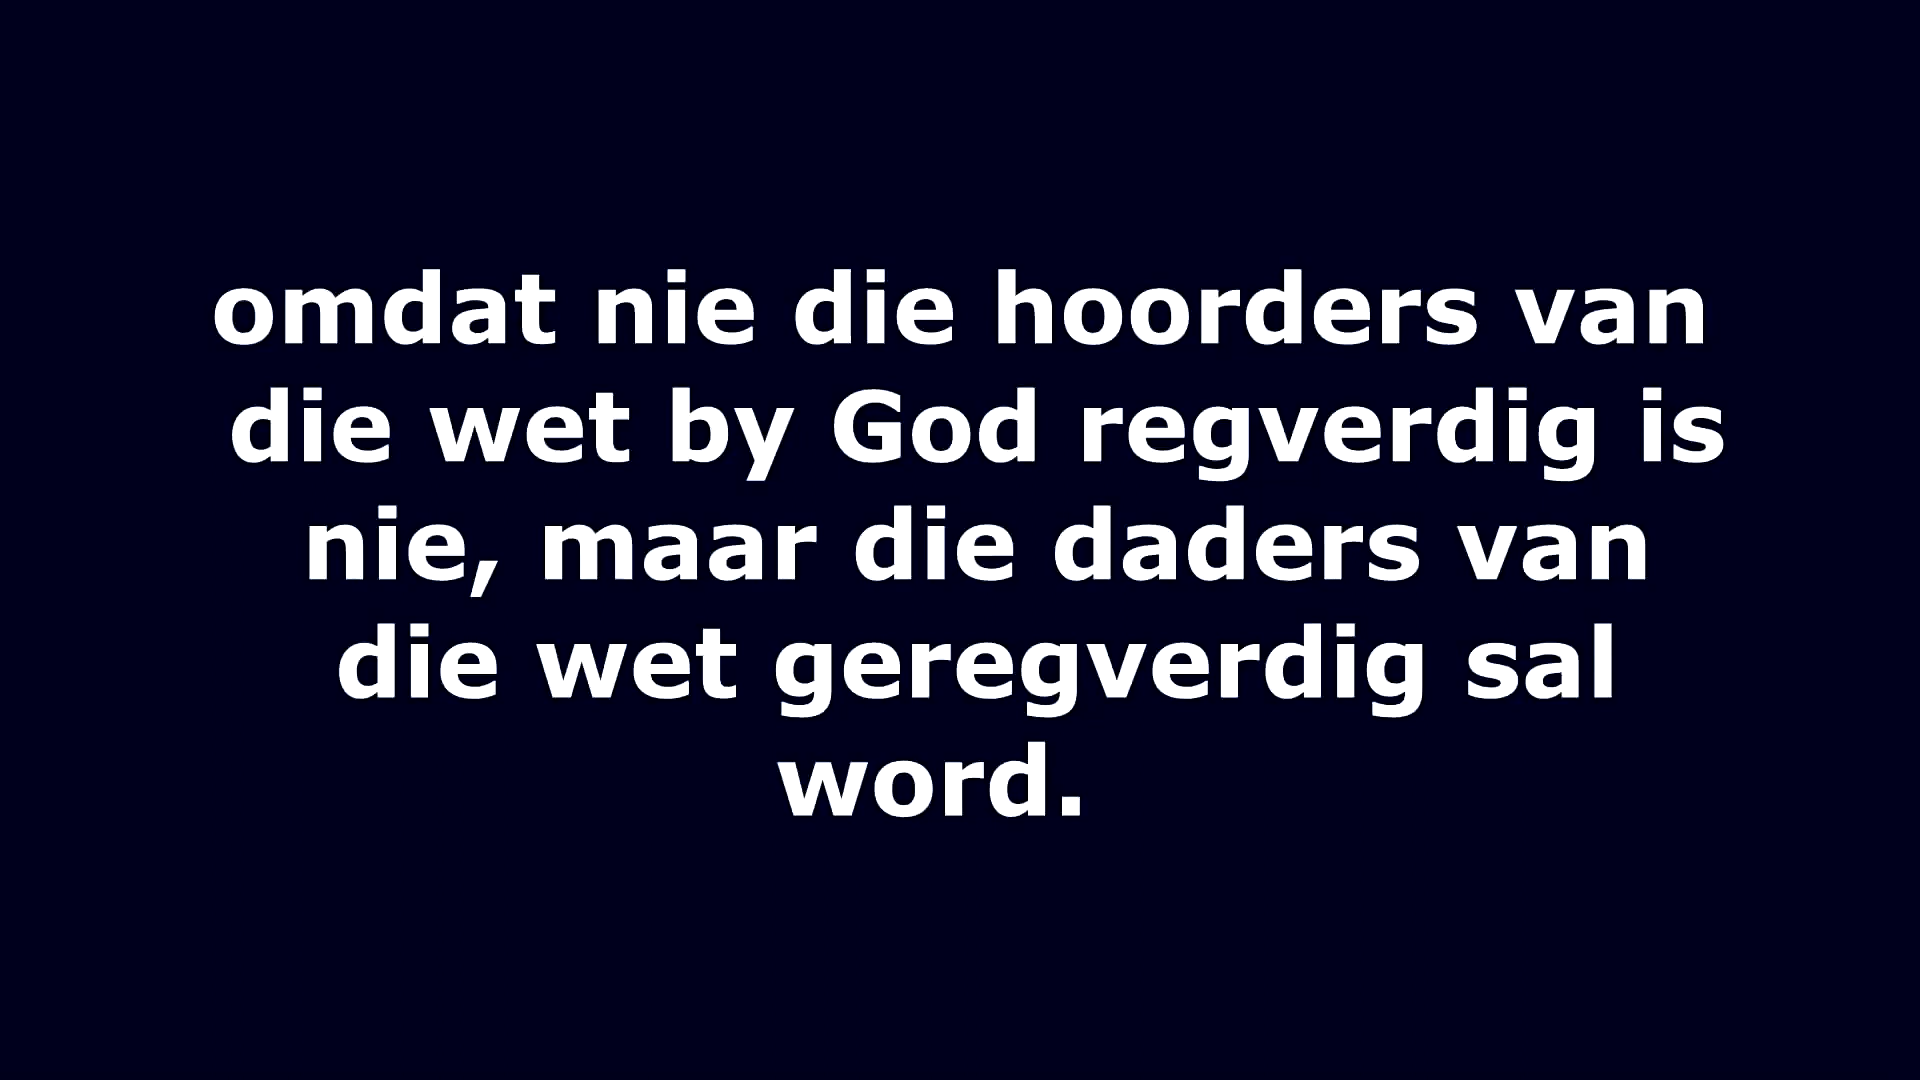 omdat nie die hoorders van
die wet by God regverdig is
nie, maar die daders van
die wet geregverdig sal
word.